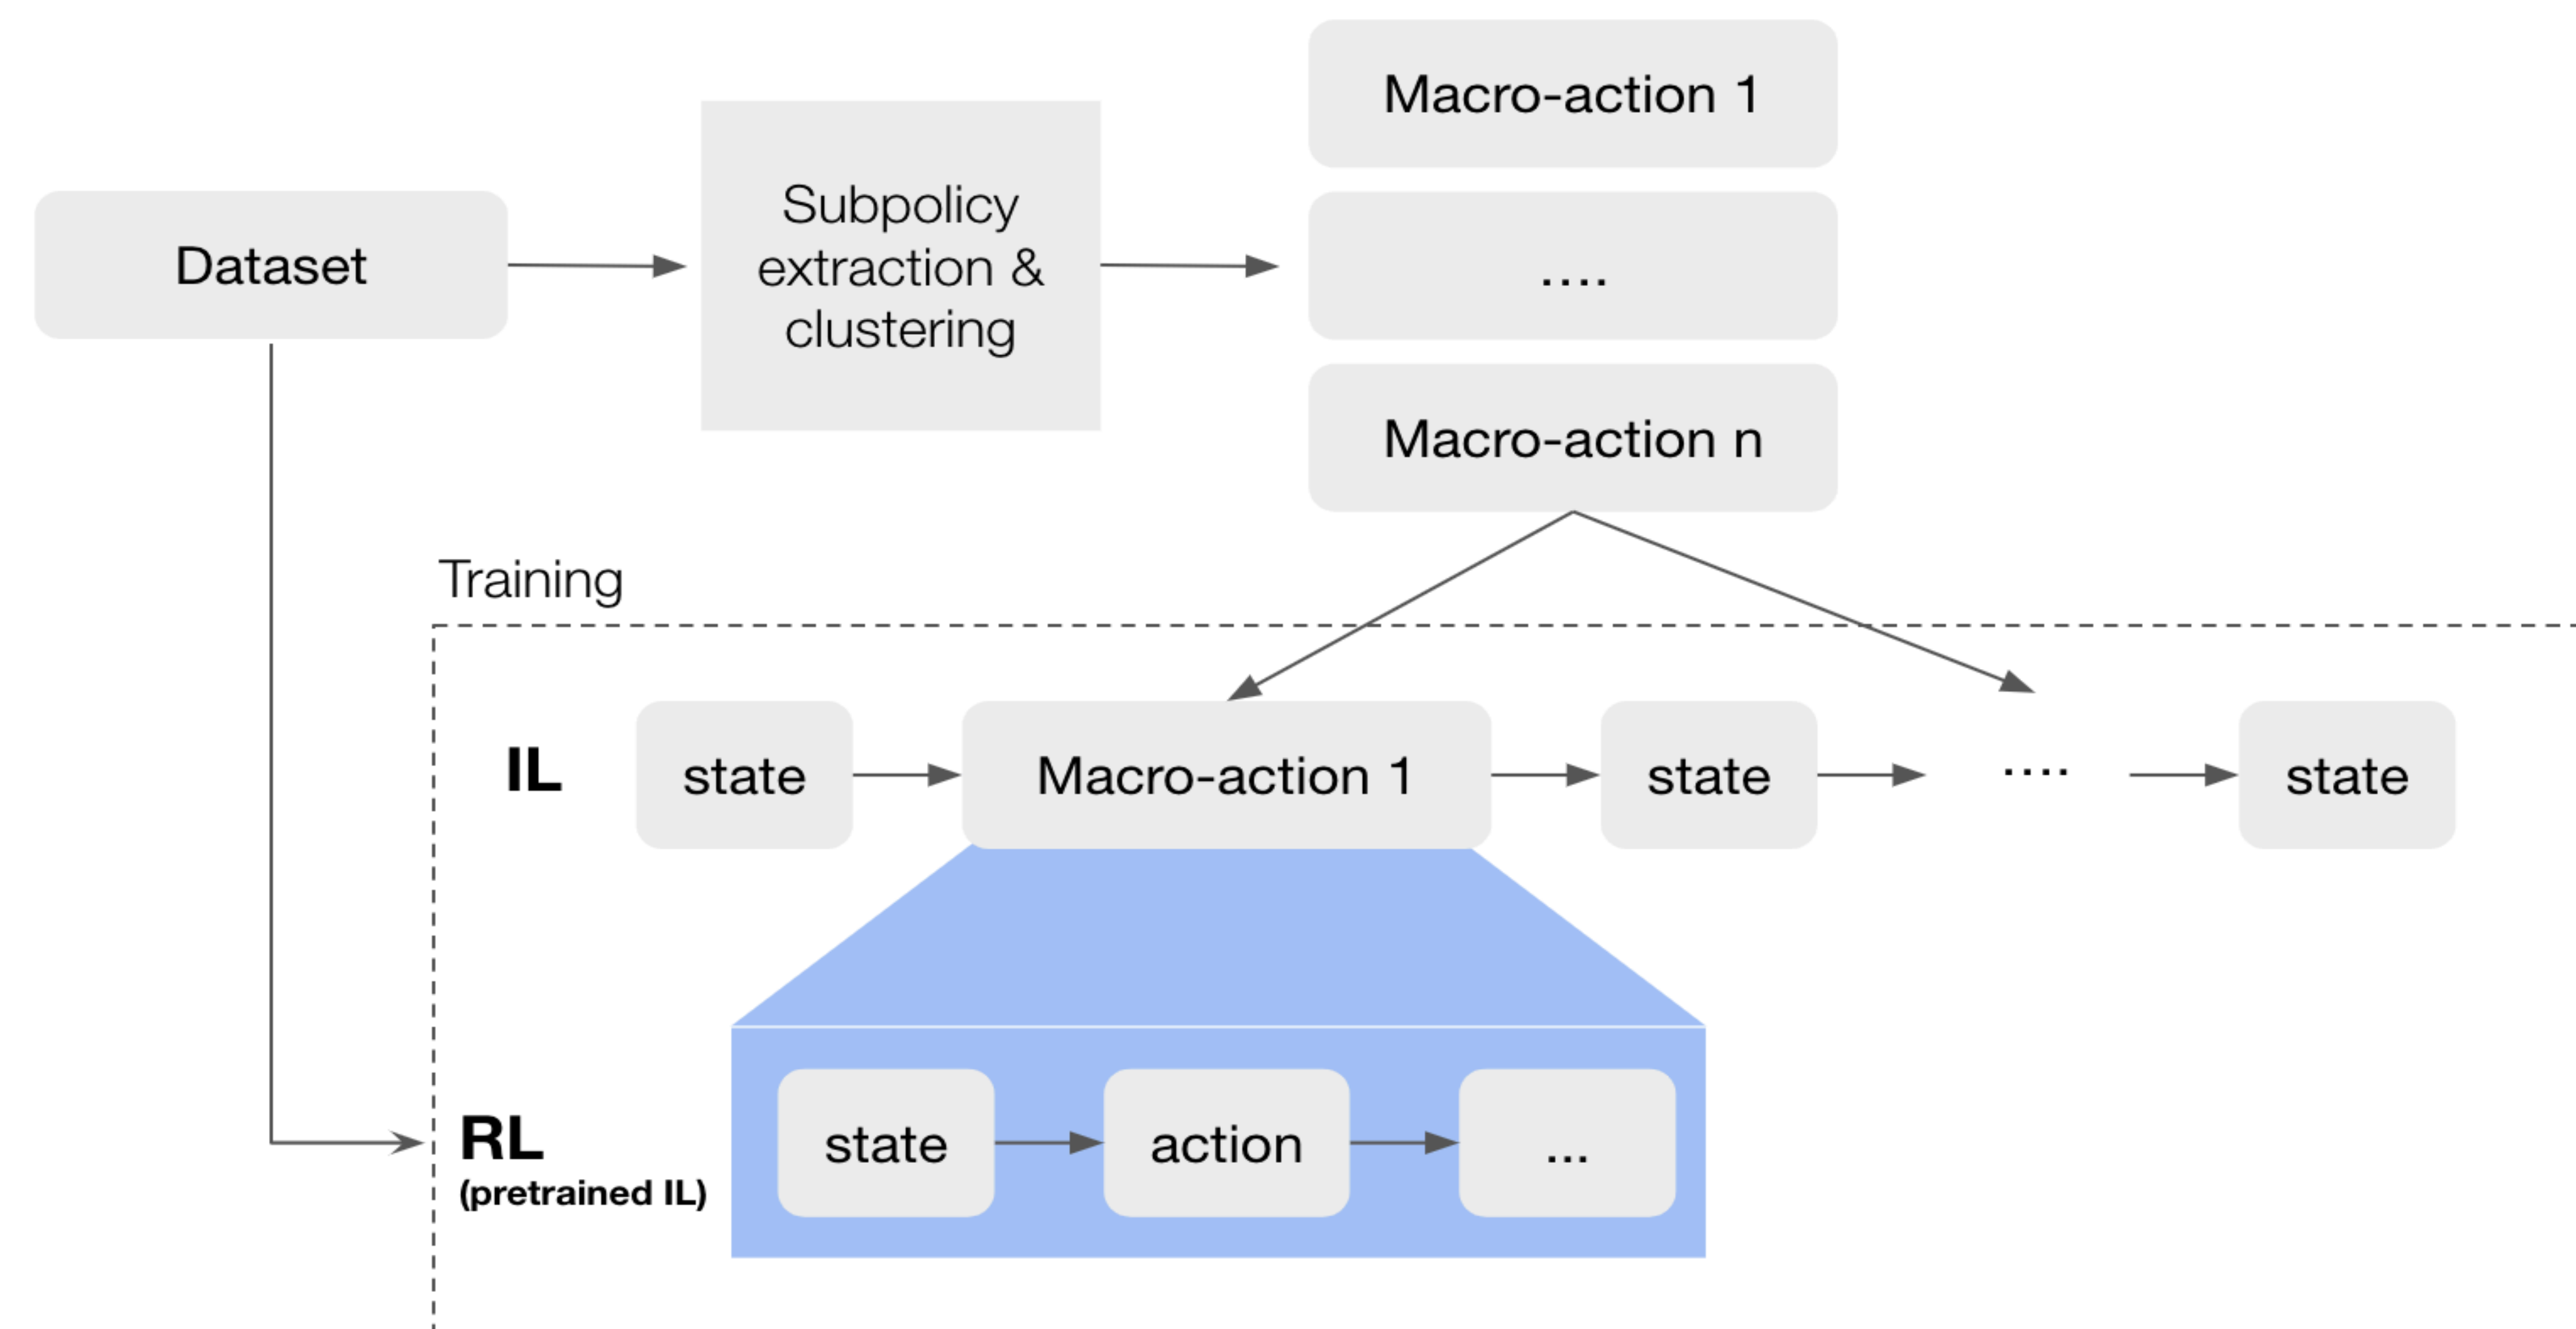 Macro-action 1
Dataset
Subpolicy
extraction &
clustering
....
Macro-action n
Training
IL
state
Macro-action 1
state
....
state
RL
(pretrained IL)
state
action
...